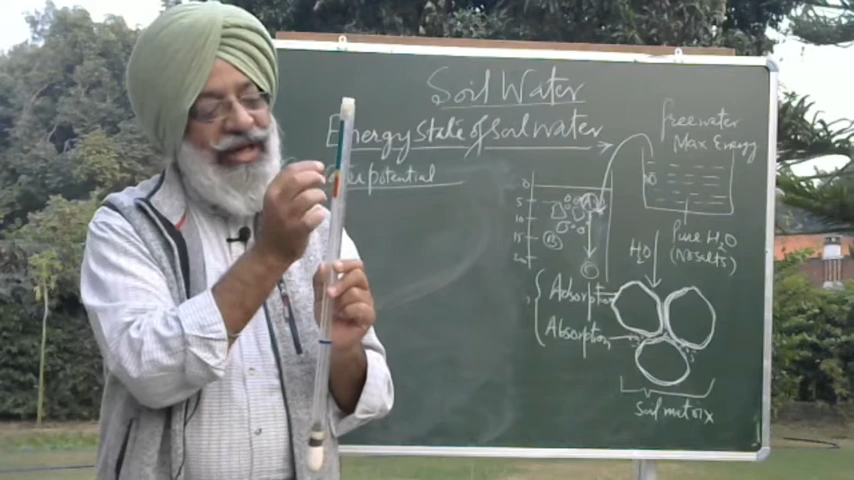 Soil Water
Energy state of soil water
potential
free water
Max Energy
Pure H2O
(No salts)
H2O
0
5
10
15
20
A
B
C
Adsorption
Absorption
Soil matrix